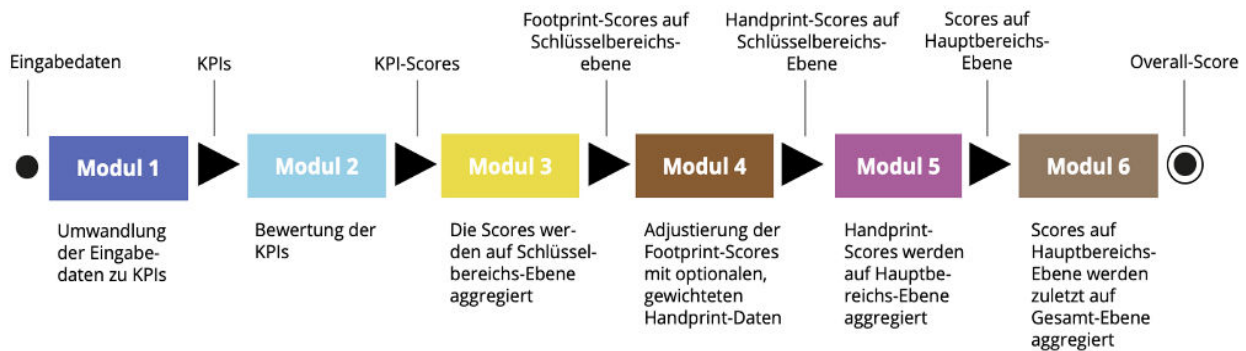 Eingabedaten
KPIs
KPI-Scores
Footprint-Scores auf
Schlüsselbereichs-
ebene
Handprint-Scores auf
Schlüsselbereichs-
Ebene
Scores auf
Hauptbereichs-
Ebene
Overall-Score
Modul 1
Modul 2
Modul 3
Modul 4
Modul 5
Modul 6
Umwandlung
der Eingabe-
daten zu KPIs
Bewertung der
KPIs
Die Scores wer-
den auf Schlüssel-
bereichs-Ebene
aggregiert
Adjustierung der
Footprint-Scores
mit optionalen,
gewichteten
Handprint-Daten
Handprint-
Scores werden
auf Hauptbe-
reichs-Ebene
aggregiert
Scores auf
Hauptbereichs-
Ebene werden
zuletzt auf
Gesamt-Ebene
aggregiert